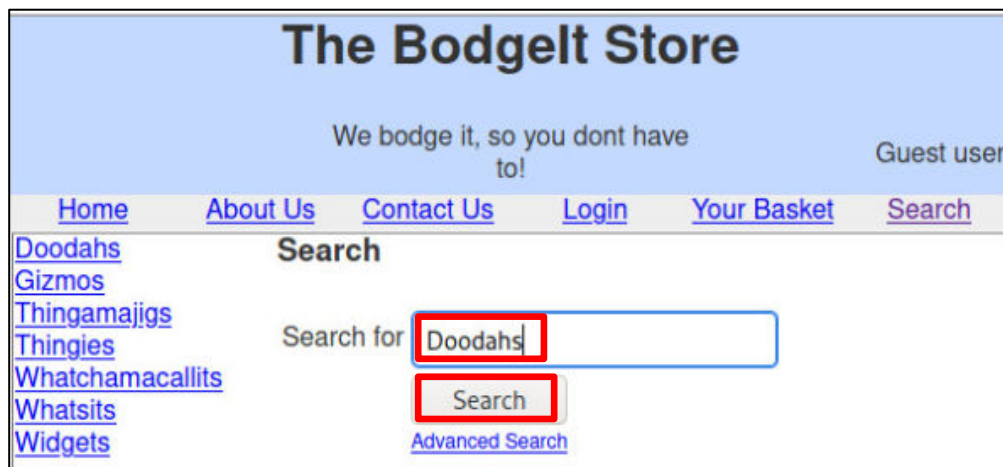 The BodgeIt Store
We bodge it, so you dont have
to!
Guest user
Home About Us Contact Us Login Your Basket Search
Doodahs
Gizmos
Thingamajigs
Thingies
Whatchamacallits
Whatsits
Widgets
Search
Search for Doodahs
Search
Advanced Search